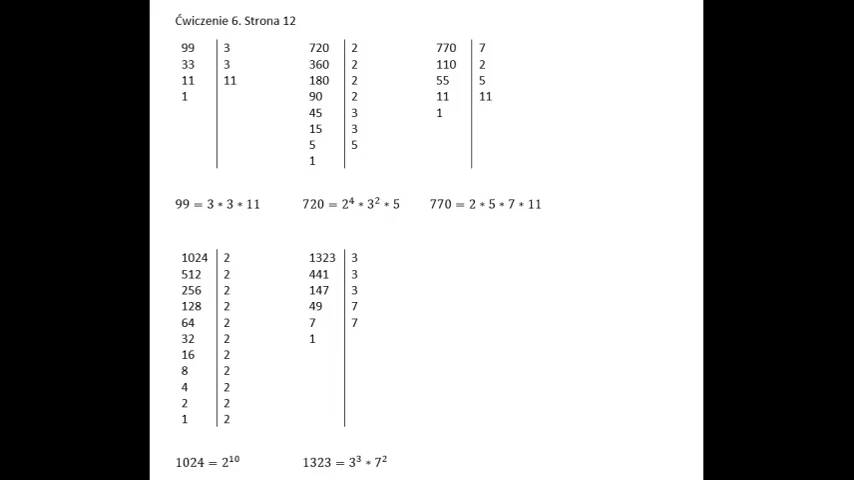 Ćwiczenie 6. Strona 12
99 3 720 2 770 7
33 3 360 2 110 2
11 11 180 2 55 5
1 90 2 11 11
45 3 1
15 3
5 5
1
99 = 3 ∗ 3 ∗ 11 720 = 2⁴ ∗ 3² ∗ 5 770 = 2 ∗ 5 ∗ 7 ∗ 11
1024 2 1323 3
512 2 441 3
256 2 147 3
128 2 49 7
64 2 7 7
32 2 1
16 2
8 2
4 2
2 2
1 2
1024 = 2¹⁰ 1323 = 3³ ∗ 7²